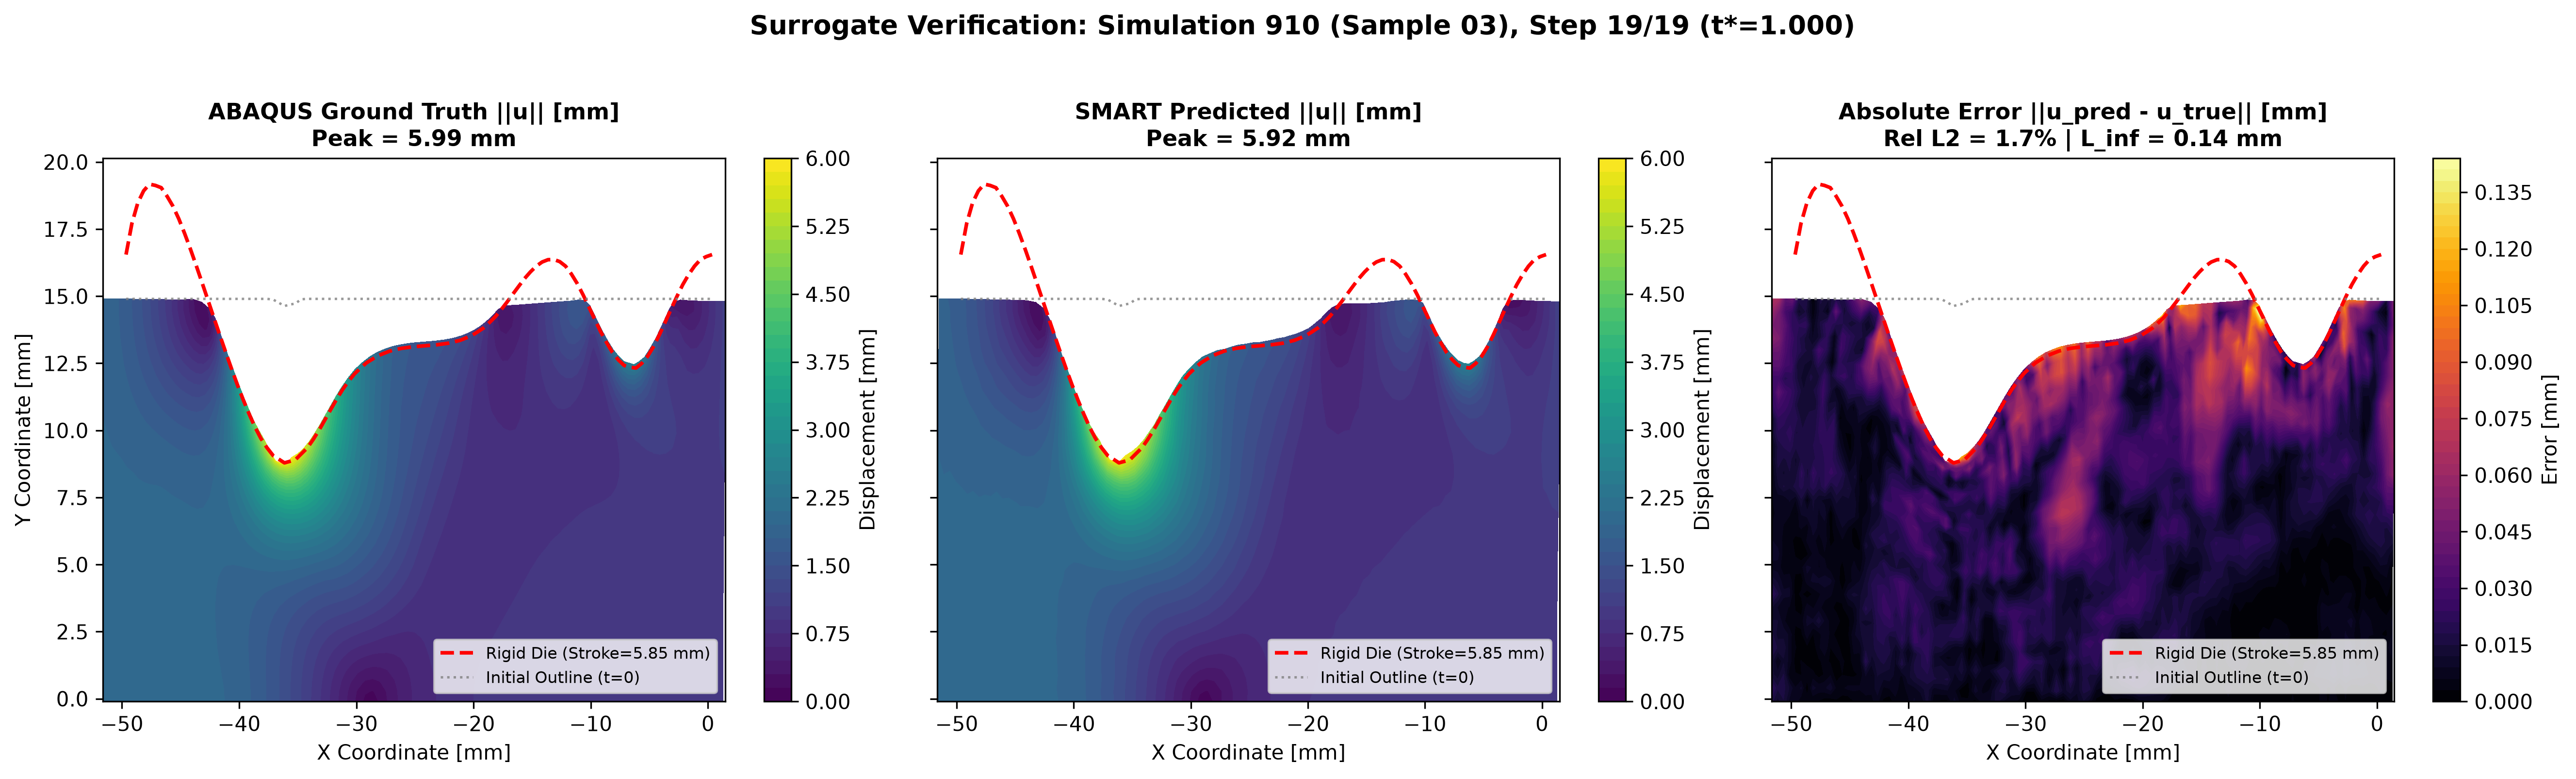 Surrogate Verification: Simulation 910 (Sample 03), Step 19/19 (t*=1.000)
ABAQUS Ground Truth ||u|| [mm]
Peak = 5.99 mm
20.0
17.5
15.0
12.5
10.0
7.5
5.0
2.5
0.0
Y Coordinate [mm]
−50
−40
−30
−20
−10
0
X Coordinate [mm]
Rigid Die (Stroke=5.85 mm)
Initial Outline (t=0)
6.00
5.25
4.50
3.75
3.00
2.25
1.50
0.75
0.00
Displacement [mm]
SMART Predicted ||u|| [mm]
Peak = 5.92 mm
−50
−40
−30
−20
−10
0
X Coordinate [mm]
Rigid Die (Stroke=5.85 mm)
Initial Outline (t=0)
6.00
5.25
4.50
3.75
3.00
2.25
1.50
0.75
0.00
Displacement [mm]
Absolute Error ||u_pred - u_true|| [mm]
Rel L2 = 1.7% | L_inf = 0.14 mm
−50
−40
−30
−20
−10
0
X Coordinate [mm]
Rigid Die (Stroke=5.85 mm)
Initial Outline (t=0)
0.135
0.120
0.105
0.090
0.075
0.060
0.045
0.030
0.015
0.000
Error [mm]